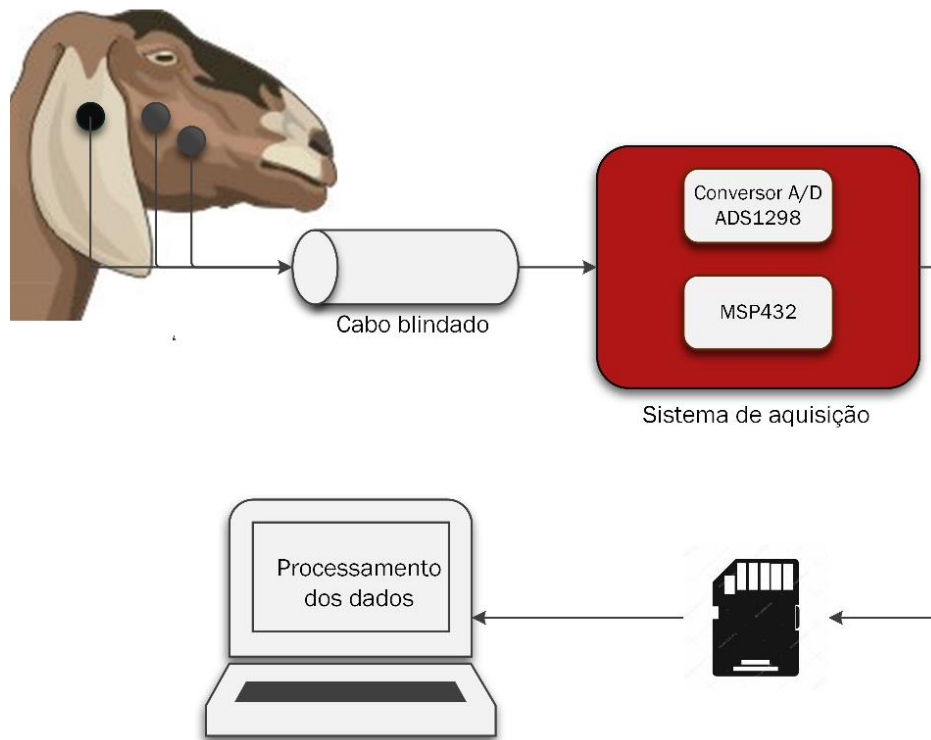 Conversor A/D
ADS1298
MSP432
Cabo blindado
Sistema de aquisição
Processamento
dos dados